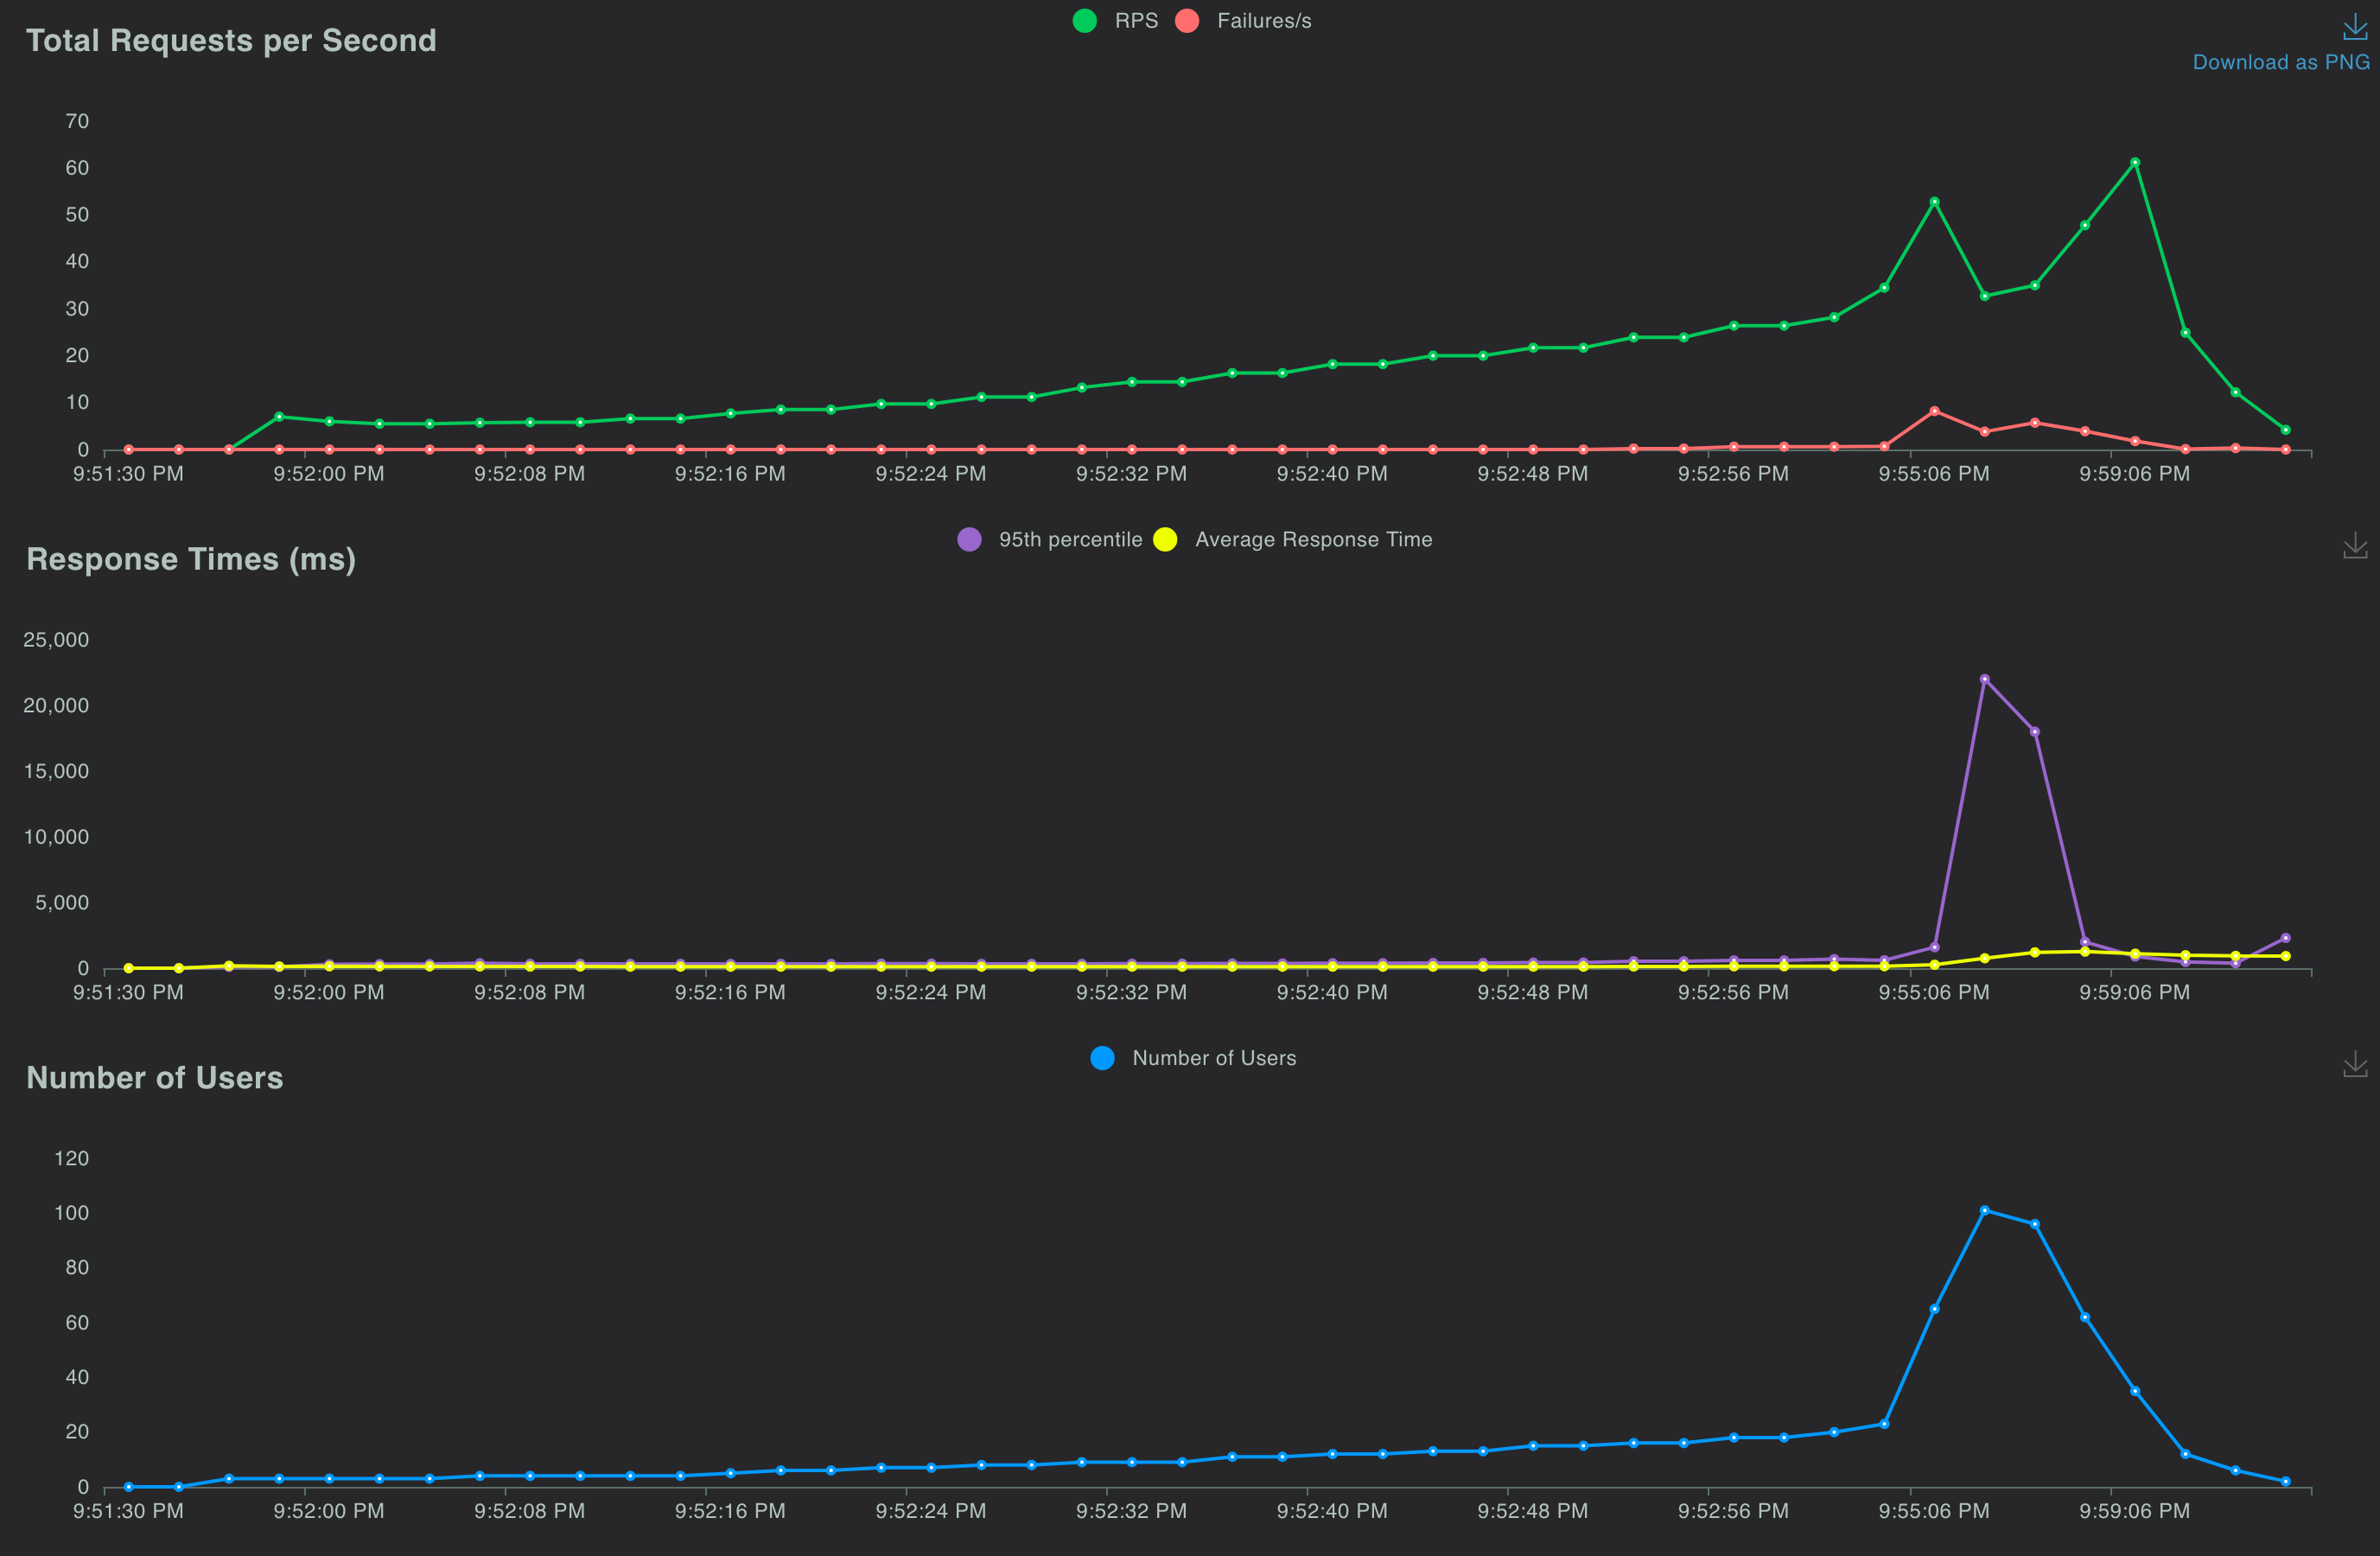 RPS Failures/s
Total Requests per Second
Download as PNG
70
60
50
40
30
20
10
0
9:51:30 PM 9:52:00 PM 9:52:08 PM 9:52:16 PM 9:52:24 PM 9:52:32 PM 9:52:40 PM 9:52:48 PM 9:52:56 PM 9:55:06 PM 9:59:06 PM
95th percentile Average Response Time
Response Times (ms)
25,000
20,000
15,000
10,000
5,000
0
9:51:30 PM 9:52:00 PM 9:52:08 PM 9:52:16 PM 9:52:24 PM 9:52:32 PM 9:52:40 PM 9:52:48 PM 9:52:56 PM 9:55:06 PM 9:59:06 PM
Number of Users
Number of Users
120
100
80
60
40
20
0
9:51:30 PM 9:52:00 PM 9:52:08 PM 9:52:16 PM 9:52:24 PM 9:52:32 PM 9:52:40 PM 9:52:48 PM 9:52:56 PM 9:55:06 PM 9:59:06 PM